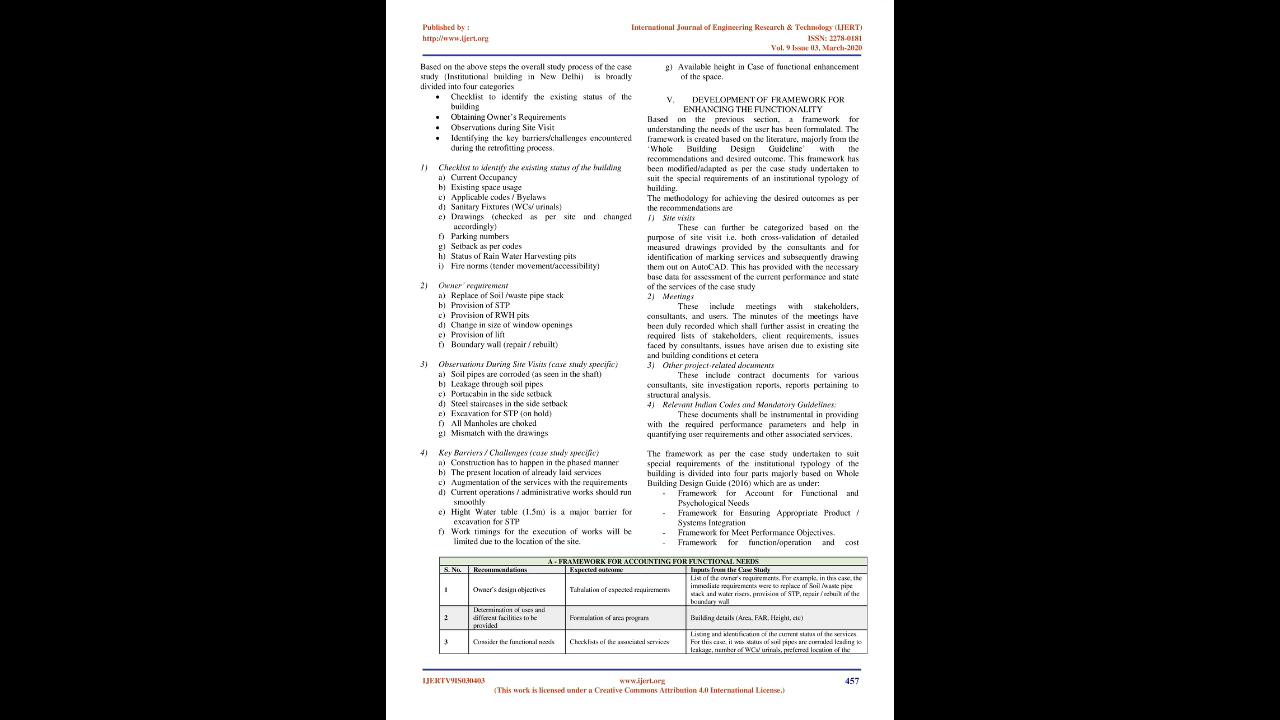 Published by :
http://www.ijert.org
International Journal of Engineering Research & Technology (IJERT)
ISSN: 2278-0181
Vol. 9 Issue 03, March-2020
Based on the above steps the overall study process of the case
study (Institutional building in New Delhi) is broadly
divided into four categories
• Checklist to identify the existing status of the
building
• Obtaining Owner's Requirements
• Observations during Site Visit
• Identifying the key barriers/challenges encountered
during the retrofitting process.
1) Checklist to identify the existing status of the building
a) Current Occupancy
b) Existing space usage
c) Applicable codes / Byelaws
d) Sanitary Fixtures (WCs/ urinals)
e) Drawings (checked as per site and changed
accordingly)
f) Parking numbers
g) Setback as per codes
h) Status of Rain Water Harvesting pits
i) Fire norms (tender movement/accessibility)
2) Owner' requirement
a) Replace of Soil /waste pipe stack
b) Provision of STP
c) Provision of RWH pits
d) Change in size of window openings
e) Provision of lift
f) Boundary wall (repair / rebuilt)
3) Observations During Site Visits (case study specific)
a) Soil pipes are corroded (as seen in the shaft)
b) Leakage through soil pipes
c) Portacabin in the side setback
d) Steel staircases in the side setback
e) Excavation for STP (on hold)
f) All Manholes are choked
g) Mismatch with the drawings
4) Key Barriers / Challenges (case study specific)
a) Construction has to happen in the phased manner
b) The present location of already laid services
c) Augmentation of the services with the requirements
d) Current operations / administrative works should run
smoothly
e) Hight Water table (1.5m) is a major barrier for
excavation for STP
f) Work timings for the execution of works will be
limited due to the location of the site.
g) Available height in Case of functional enhancement
of the space.
V. DEVELOPMENT OF FRAMEWORK FOR
ENHANCING THE FUNCTIONALITY
Based on the previous section, a framework for
understanding the needs of the user has been formulated. The
framework is created based on the literature, majorly from the
'Whole Building Design Guideline' with the
recommendations and desired outcome. This framework has
been modified/adapted as per the case study undertaken to
suit the special requirements of an institutional typology of
building.
The methodology for achieving the desired outcomes as per
the recommendations are
1) Site visits
These can further be categorized based on the
purpose of site visit i.e. both cross-validation of detailed
measured drawings provided by the consultants and for
identification of marking services and subsequently drawing
them out on AutoCAD. This has provided with the necessary
base data for assessment of the current performance and state
of the services of the case study
2) Meetings
These include meetings with stakeholders,
consultants, and users. The minutes of the meetings have
been duly recorded which shall further assist in creating the
required lists of stakeholders, client requirements, issues
faced by consultants, issues have arisen due to existing site
and building conditions et cetera
3) Other project-related documents
These include contract documents for various
consultants, site investigation reports, reports pertaining to
structural analysis.
4) Relevant Indian Codes and Mandatory Guidelines:
These documents shall be instrumental in providing
with the required performance parameters and help in
quantifying user requirements and other associated services.
The framework as per the case study undertaken to suit
special requirements of the institutional typology of the
building is divided into four parts majorly based on Whole
Building Design Guide (2016) which are as under:
- Framework for Account for Functional and
Psychological Needs
- Framework for Ensuring Appropriate Product /
Systems Integration
- Framework for Meet Performance Objectives.
- Framework for function/operation and cost
A - FRAMEWORK FOR ACCOUNTING FOR FUNCTIONAL NEEDS
S. No. Recommendations Expected outcome Inputs from the Case Study
1 Owner's design objectives Tabulation of expected requirements
List of the owner's requirements. For example, in this case, the
immediate requirements were to replace of Soil /waste pipe
stack and water risers, provision of STP, repair / rebuilt of the
boundary wall
2
Determination of uses and
different facilities to be
provided
Formulation of area program Building details (Area, FAR, Height, etc)
3 Consider the functional needs Checklists of the associated services
Listing and identification of the current status of the services.
For this case, it was status of soil pipes are corroded leading to
leakage, number of WCs/ urinals, preferred location of the
IJERTV9IS030403
www.ijert.org
457
(This work is licensed under a Creative Commons Attribution 4.0 International License.)